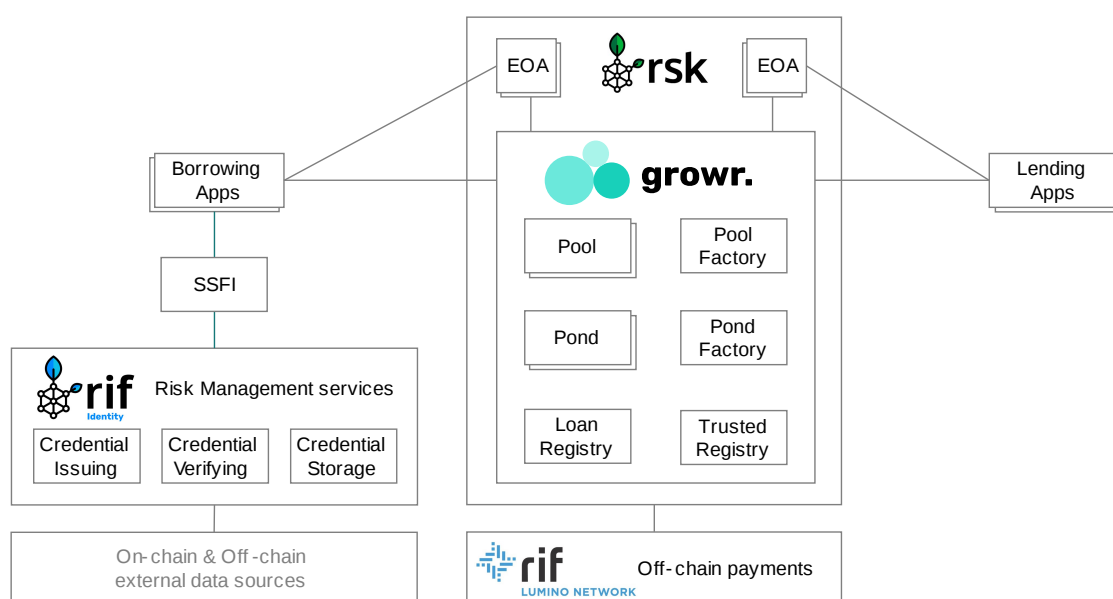 EOA
rsk
EOA
growr.
Borrowing
Apps
Lending
Apps
Pool
Pool
Factory
SSFI
Pond
Pond
Factory
rif
Identity
Risk Management services
Credential
Issuing
Credential
Verifying
Credential
Storage
Loan
Registry
Trusted
Registry
On-chain & Off-chain
external data sources
rif
LUMINO NETWORK
Off-chain payments